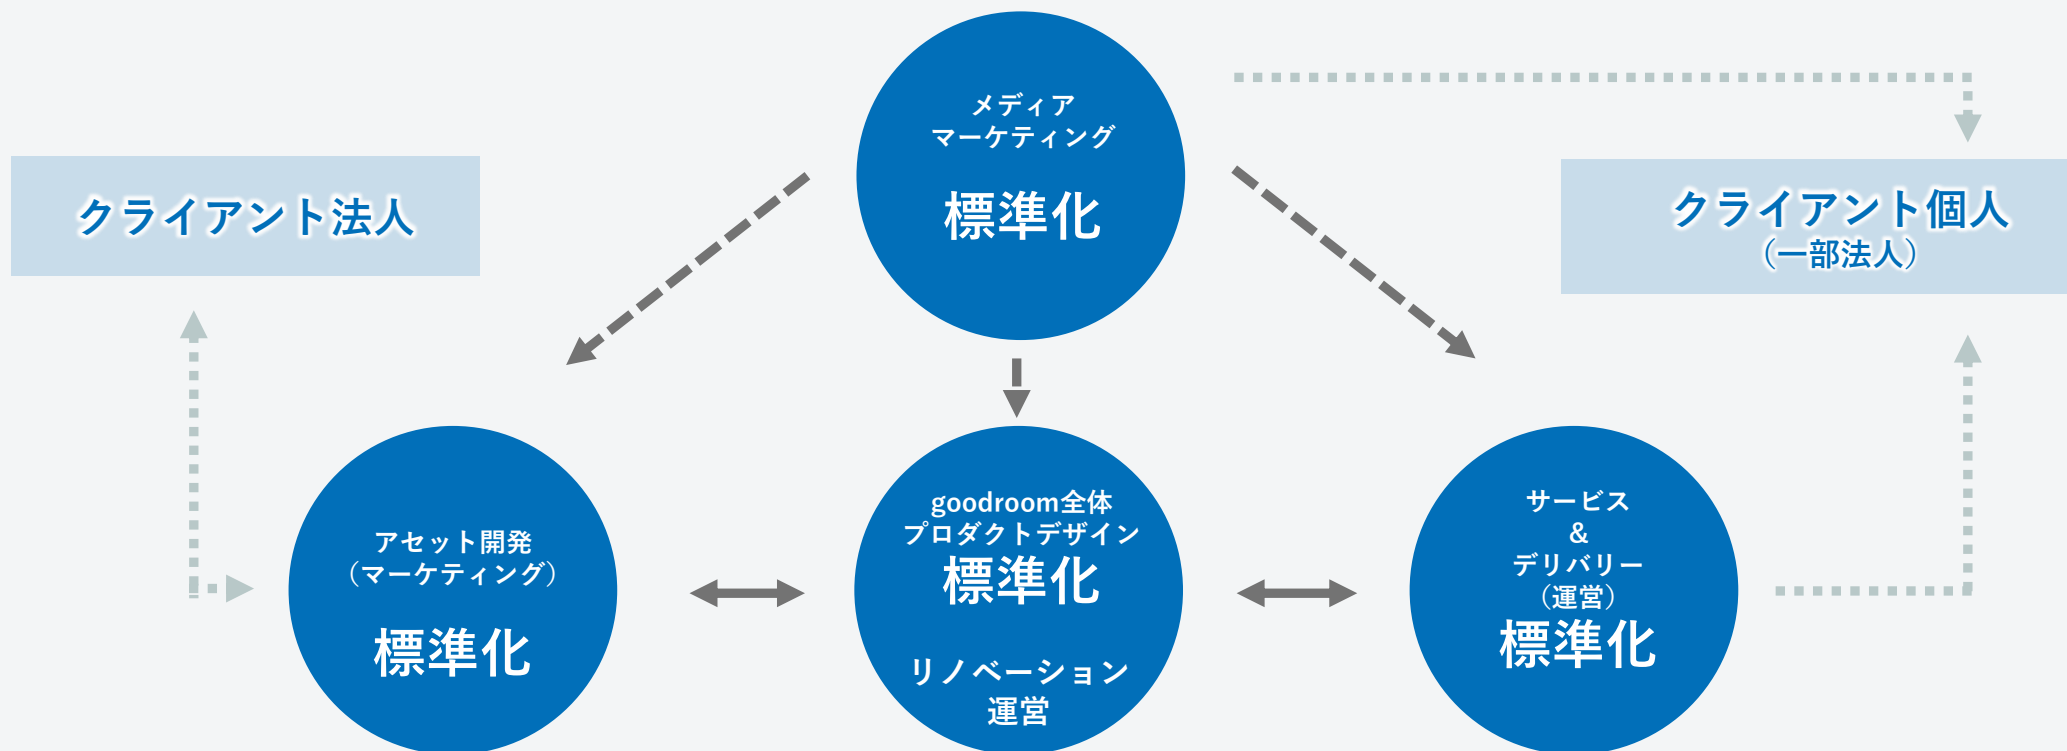 メディア
マーケティング
標準化
クライアント法人
クライアント個人
（一部法人）
アセット開発
（マーケティング）
標準化
goodroom全体
プロダクトデザイン
標準化
リノベーション
運営
サービス
&
デリバリー
（運営）
標準化